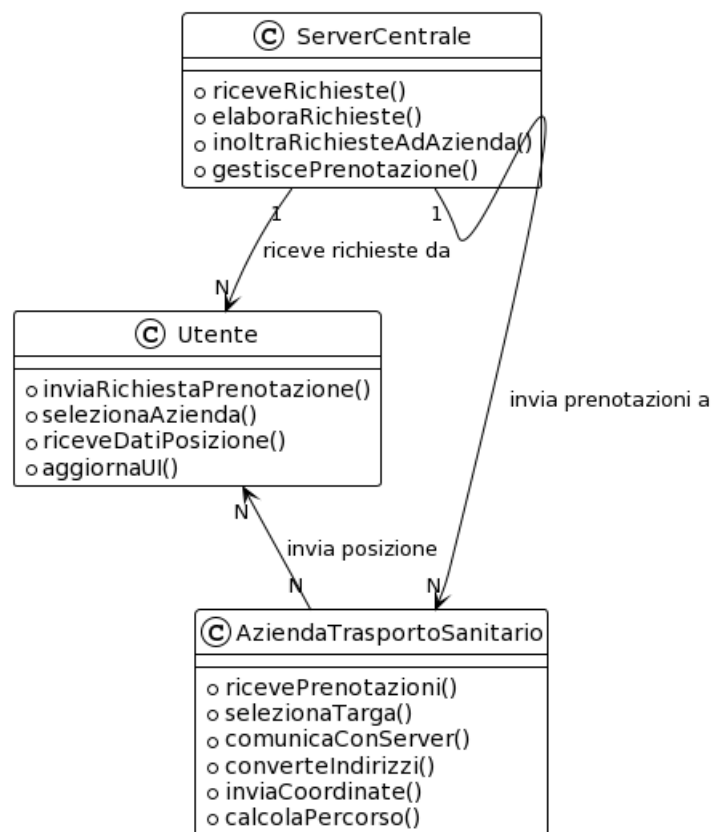 C ServerCentrale
riceveRichieste()
elaboraRichieste()
inoltraRichiesteAdAzienda()
gestiscePrenotazione()
1
1
riceve richieste da
N
C Utente
inviaRichiestaPrenotazione()
selezionaAzienda()
riceveDatiPosizione()
aggiornaUI()
invia prenotazioni a
N
invia posizione
N
N
C AziendaTrasportoSanitario
ricevePrenotazioni()
selezionaTarga()
comunicaConServer()
converteIndirizzi()
inviaCoordinate()
calcolaPercorso()